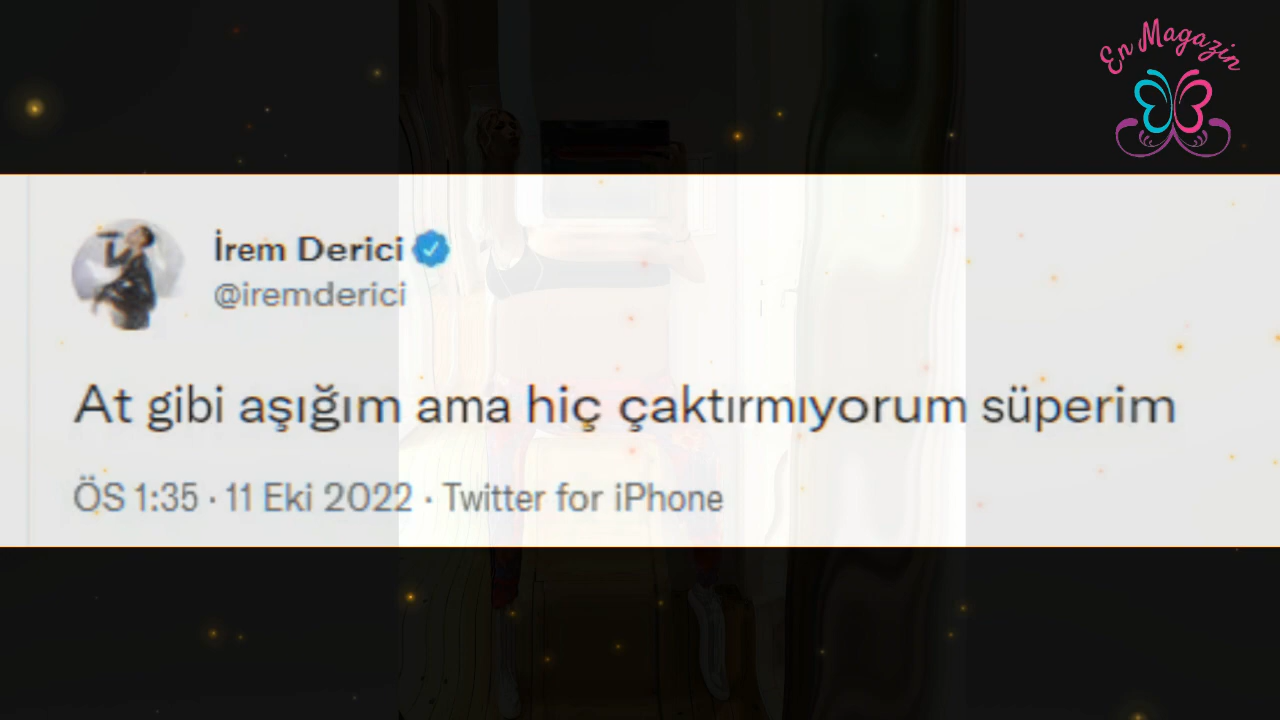 En Magazin
İrem Derici
@iremderici
At gibi aşığım ama hiç çaktırmıyorum süperim
ÖS 1:35 · 11 Eki 2022 · Twitter for iPhone